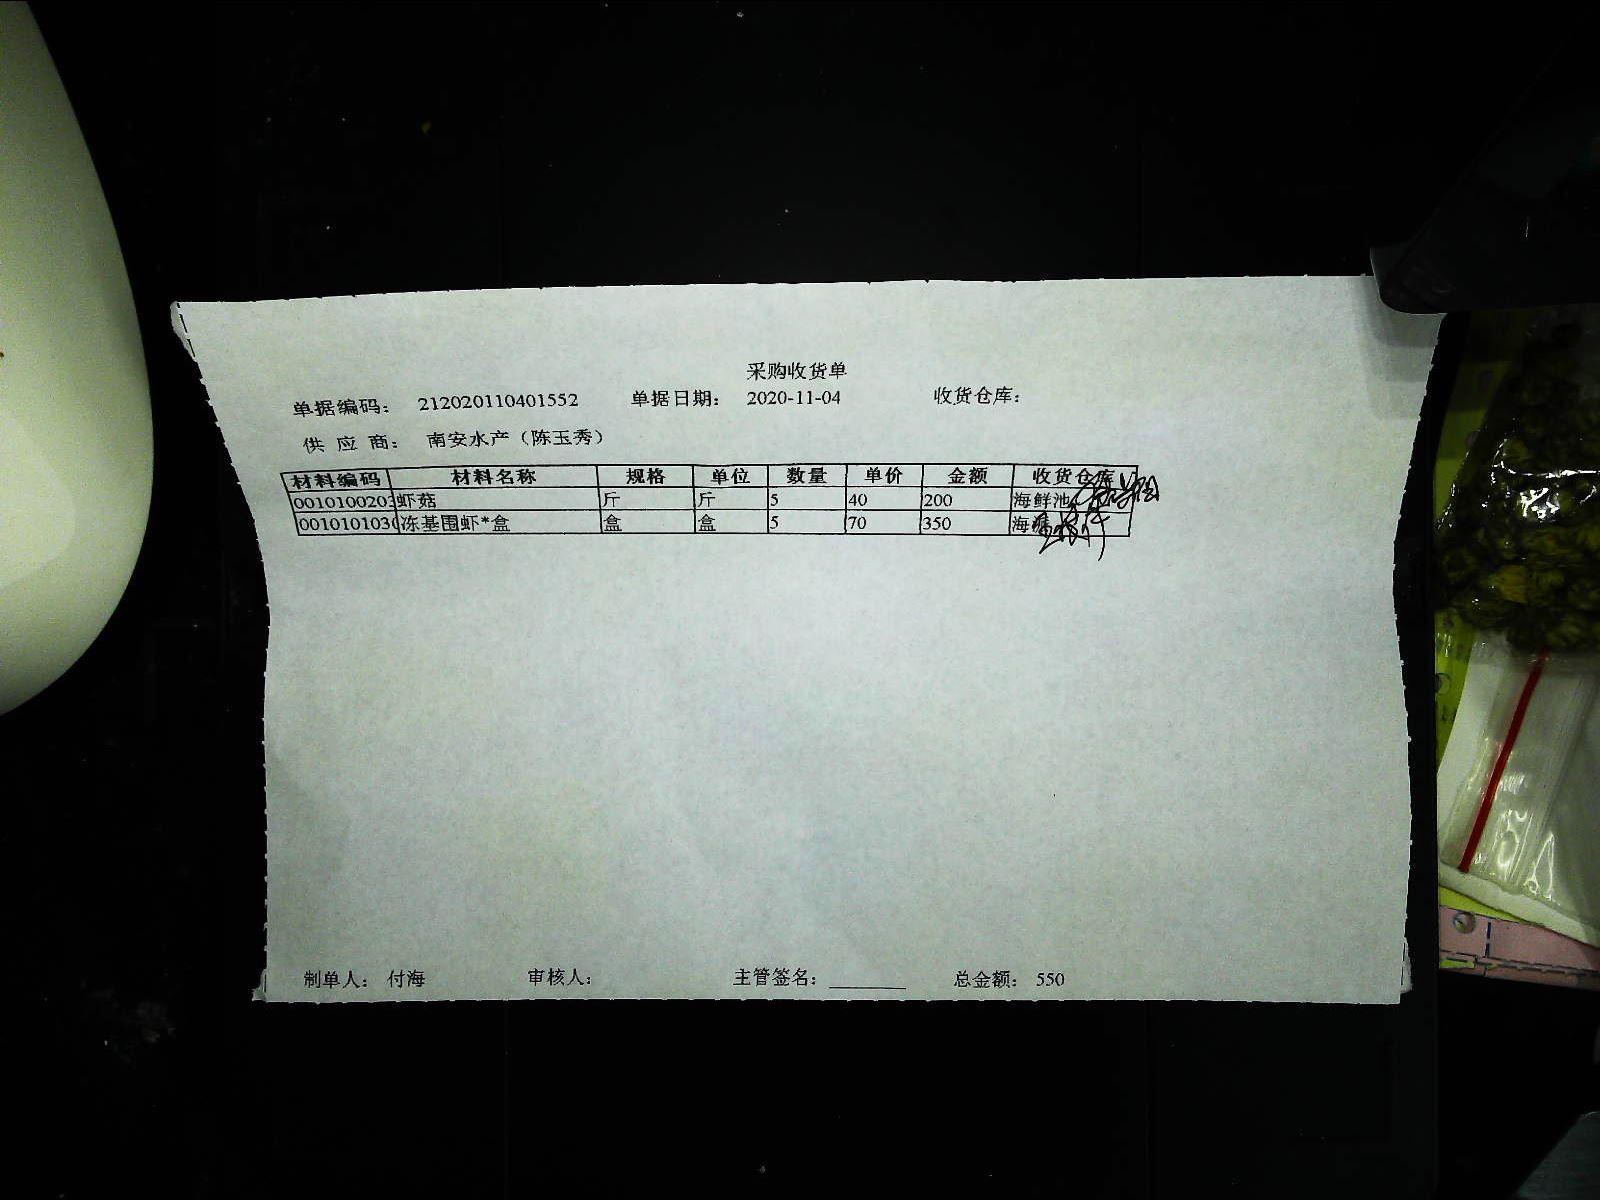 采购收货单
单据编码： 212020110401552 单据日期： 2020-11-04 收货仓库：
供 应 商： 南安水产（陈玉秀）
材料编码 材料名称 规格 单位 数量 单价 金额 收货仓库
0010100203 虾菇 斤 斤 5 40 200 海鲜池
001010103 冻基围虾*盒 盒 盒 5 70 350 海鲜
制单人： 付海 审核人： 主管签名： 总金额： 550